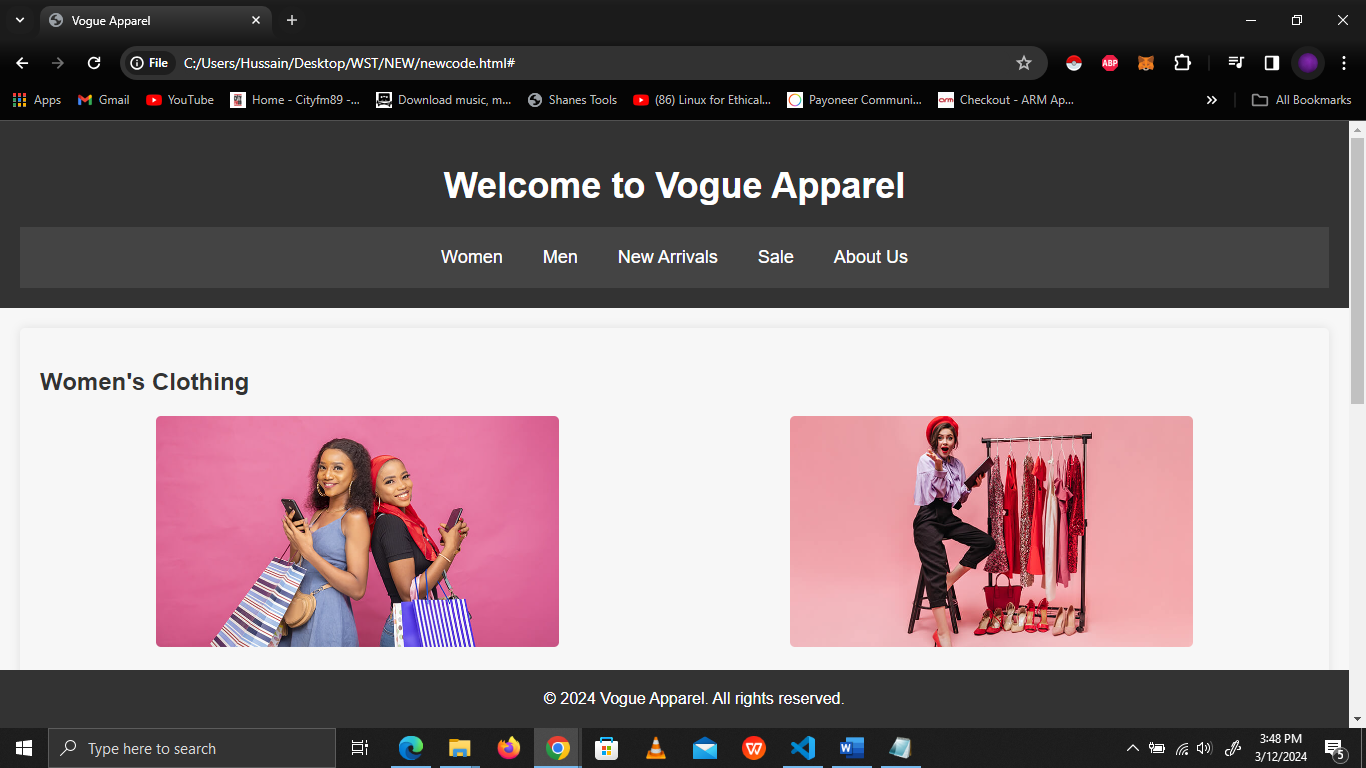 Vogue Apparel
File
C:/Users/Hussain/Desktop/WST/NEW/newcode.html#
ABP
Apps
Gmail
YouTube
Home - Cityfm89 -...
Download music, m...
Shanes Tools
(86) Linux for Ethical...
Payoneer Communi...
arm
Checkout - ARM Ap...
»
All Bookmarks
Welcome to Vogue Apparel
Women Men New Arrivals Sale About Us
Women's Clothing
© 2024 Vogue Apparel. All rights reserved.
Type here to search
3:48 PM
3/12/2024
5